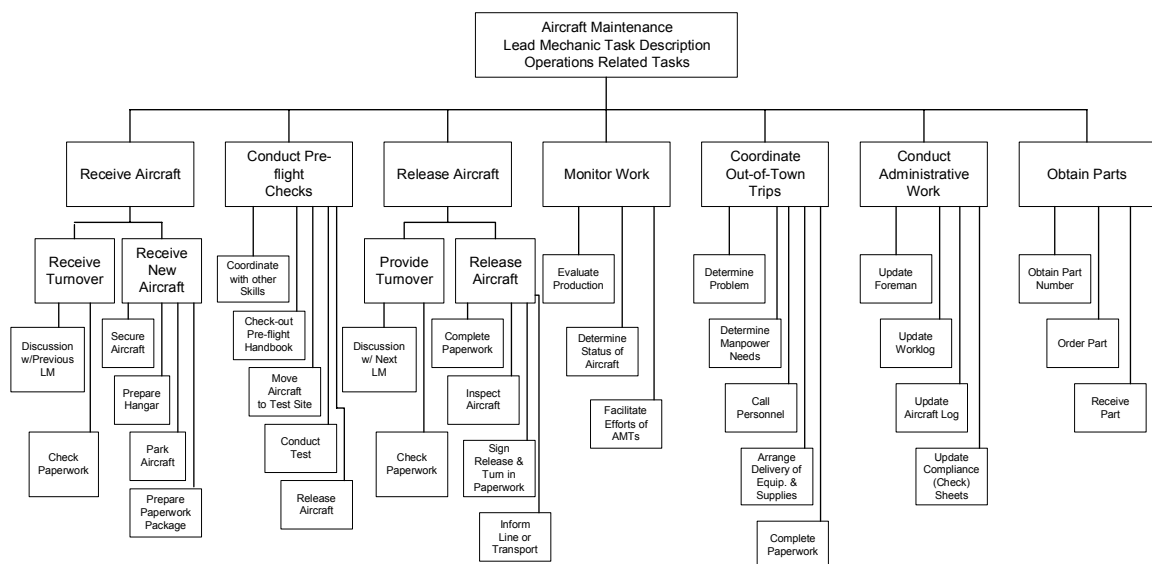 Aircraft Maintenance
Lead Mechanic Task Description
Operations Related Tasks
Receive Aircraft
Conduct Pre-
flight
Checks
Release Aircraft
Monitor Work
Coordinate
Out-of-Town
Trips
Conduct
Administrative
Work
Obtain Parts
Receive
Turnover
Receive
New
Aircraft
Provide
Turnover
Release
Aircraft
Discussion
w/Previous
LM
Check
Paperwork
Secure
Aircraft
Prepare
Hangar
Park
Aircraft
Prepare
Paperwork
Package
Coordinate
with other
Skills
Check-out
Pre-flight
Handbook
Move
Aircraft
to Test Site
Conduct
Test
Release
Aircraft
Discussion
w/ Next
LM
Check
Paperwork
Complete
Paperwork
Inspect
Aircraft
Sign
Release &
Turn in
Paperwork
Inform
Line or
Transport
Evaluate
Production
Determine
Status of
Aircraft
Facilitate
Efforts of
AMTs
Determine
Problem
Determine
Manpower
Needs
Call
Personnel
Arrange
Delivery of
Equip. &
Supplies
Complete
Paperwork
Update
Foreman
Update
Worklog
Update
Aircraft Log
Update
Compliance
(Check)
Sheets
Obtain Part
Number
Order Part
Receive
Part